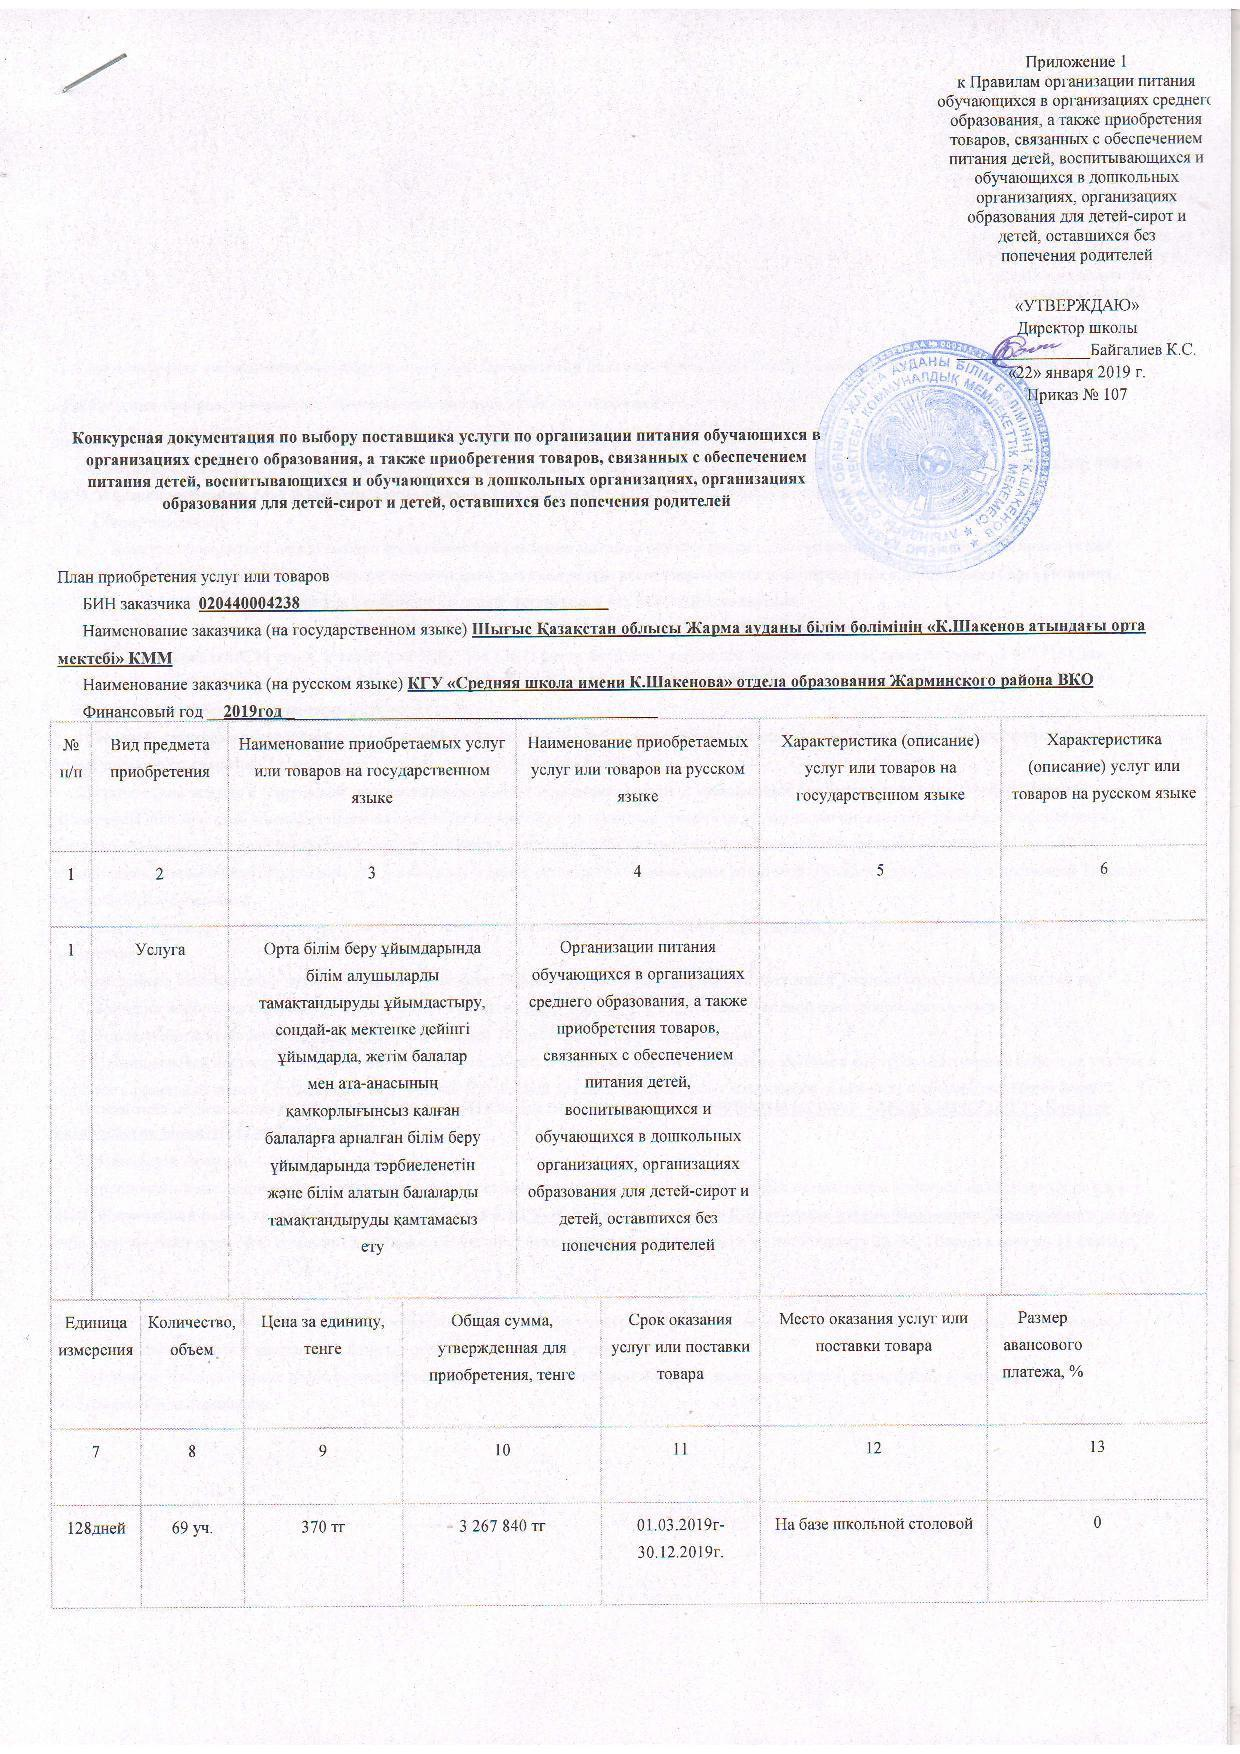 Приложение 1
к Правилам организации питания
обучающихся в организациях среднего
образования, а также приобретения
товаров, связанных с обеспечением
питания детей, воспитывающихся и
обучающихся в дошкольных
организациях, организациях
образования для детей-сирот и
детей, оставшихся без
попечения родителей
«УТВЕРЖДАЮ»
Директор школы
Байгалиев К.С.
«22» января 2019 г.
Приказ № 107
Конкурсная документация по выбору поставщика услуги по организации питания обучающихся в
организациях среднего образования, а также приобретения товаров, связанных с обеспечением
питания детей, воспитывающихся и обучающихся в дошкольных организациях, организациях
образования для детей-сирот и детей, оставшихся без попечения родителей
План приобретения услуг или товаров
БИН заказчика 020440004238
Наименование заказчика (на государственном языке) Шығыс Қазақстан облысы Жарма ауданы білім бөлімінің «К.Шакенов атындағы орта
мектебі» КММ
Наименование заказчика (на русском языке) КГУ «Средняя школа имени К.Шакенова» отдела образования Жарминского района ВКО
Финансовый год 2019год
№
п/п
Вид предмета
приобретения
Наименование приобретаемых услуг
или товаров на государственном
языке
Наименование приобретаемых
услуг или товаров на русском
языке
Характеристика (описание)
услуг или товаров на
государственном языке
Характеристика
(описание) услуг или
товаров на русском языке
1 2 3 4 5 6
1
Услуга
Орта білім беру ұйымдарында
білім алушыларды
тамақтандыруды ұйымдастыру,
сондай-ақ мектепке дейінгі
ұйымдарда, жетім балалар
мен ата-анасының
қамқорлығынсыз қалған
балаларға арналған білім беру
ұйымдарында тәрбиеленетін
және білім алатын балаларды
тамақтандыруды қамтамасыз
ету
Организации питания
обучающихся в организациях
среднего образования, а также
приобретения товаров,
связанных с обеспечением
питания детей,
воспитывающихся и
обучающихся в дошкольных
организациях, организациях
образования для детей-сирот и
детей, оставшихся без
попечения родителей
Единица
измерения
Количество,
объем
Цена за единицу,
тенге
Общая сумма,
утвержденная для
приобретения, тенге
Срок оказания
услуг или поставки
товара
Место оказания услуг или
поставки товара
Размер
авансового
платежа, %
7 8 9 10 11 12 13
128дней
69 уч.
370 тг
3 267 840 тг
01.03.2019г-
30.12.2019г.
На базе школьной столовой
0